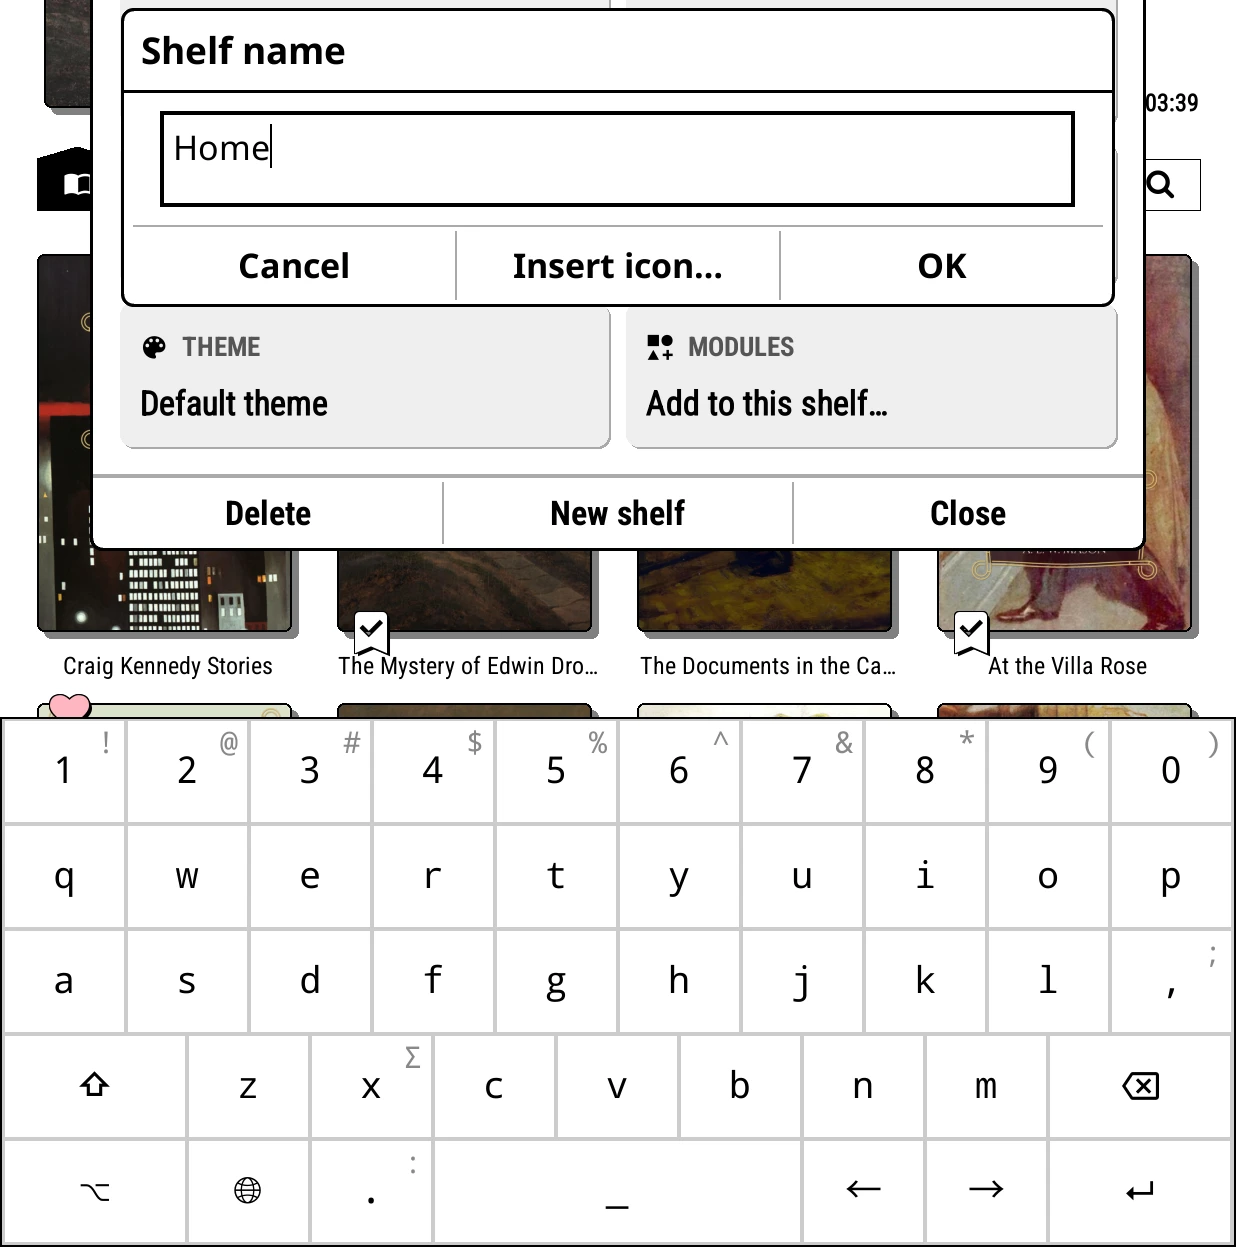 Shelf name
03:39
Home
Cancel
Insert icon...
OK
THEME
Default theme
MODULES
Add to this shelf...
Delete
New shelf
Close
A. E. W. MASON
Craig Kennedy Stories
The Mystery of Edwin Dro...
The Documents in the Ca...
At the Villa Rose
1 ! 2 @ 3 # 4 $ 5 % 6 ^ 7 & 8 * 9 ( 0 )
q w e r t y u i o p
a s d f g h j k l , ;
z x Σ c v b n m
⌥ . : _ ← → ↵